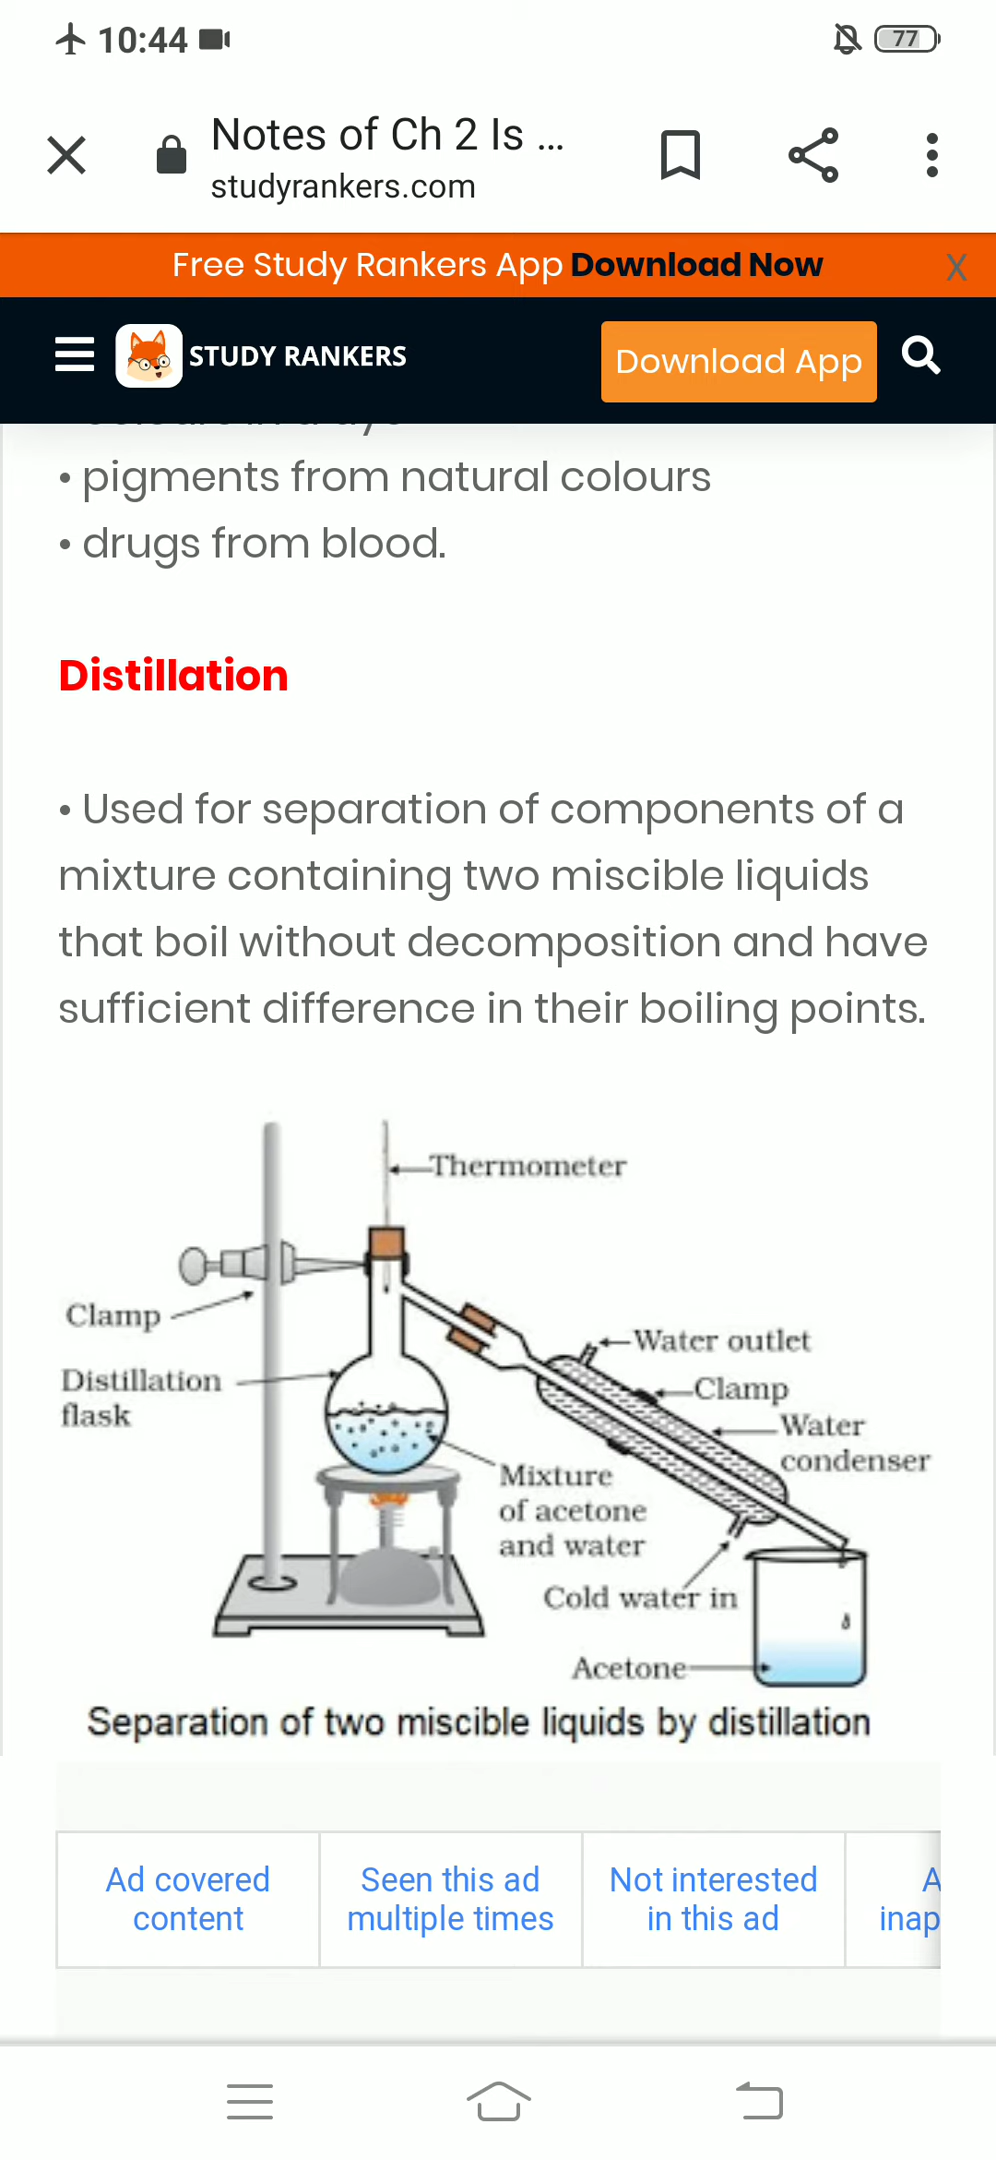 10:44
77
Notes of Ch 2 Is ...
studyrankers.com
Free Study Rankers App Download Now X
STUDY RANKERS
Download App
• pigments from natural colours
• drugs from blood.
Distillation
• Used for separation of components of a
mixture containing two miscible liquids
that boil without decomposition and have
sufficient difference in their boiling points.
Thermometer
Clamp
Distillation
flask
Water outlet
Clamp
Water
condenser
Mixture
of acetone
and water
Cold water in
Acetone
Separation of two miscible liquids by distillation
Ad covered
content
Seen this ad
multiple times
Not interested
in this ad